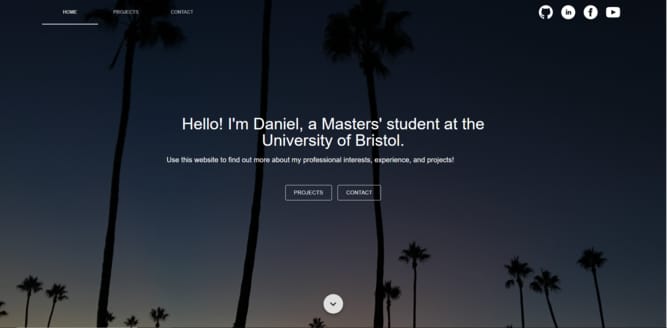 HOME PROJECTS CONTACT
in f
Hello! I'm Daniel, a Masters' student at the
University of Bristol.
Use this website to find out more about my professional interests, experience, and projects!
PROJECTS CONTACT